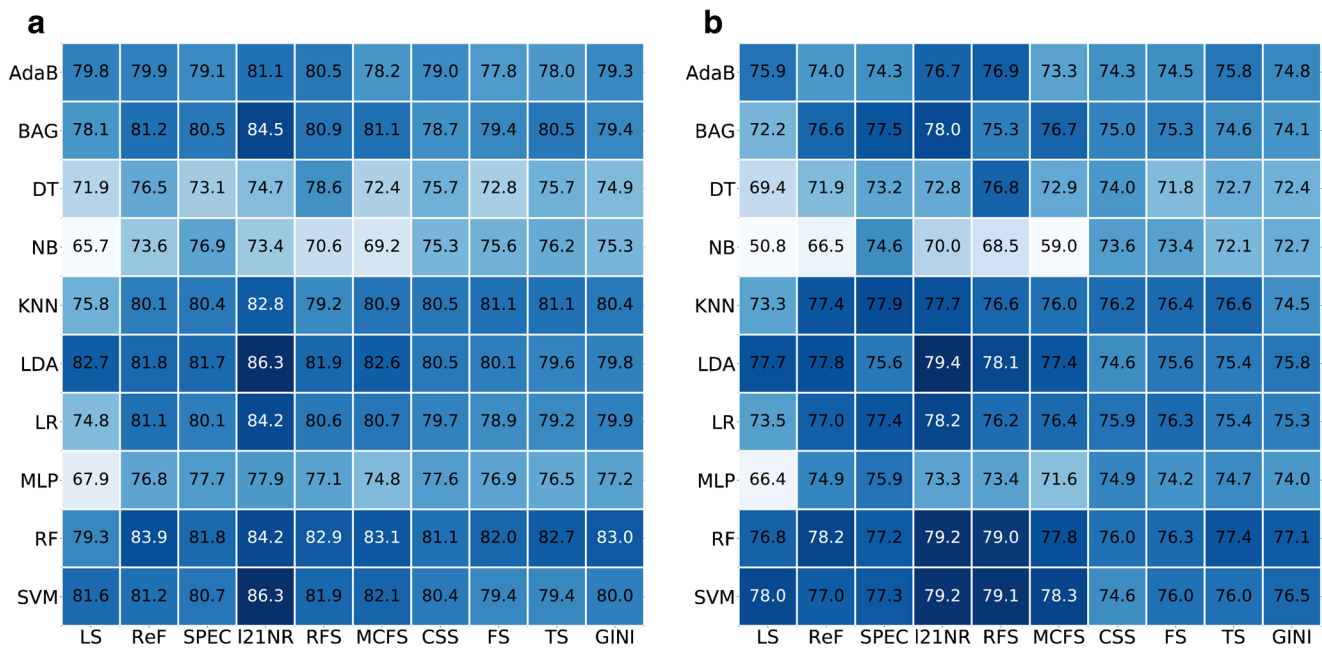 a
AdaB 79.8 79.9 79.1 81.1 80.5 78.2 79.0 77.8 78.0 79.3
BAG 78.1 81.2 80.5 84.5 80.9 81.1 78.7 79.4 80.5 79.4
DT 71.9 76.5 73.1 74.7 78.6 72.4 75.7 72.8 75.7 74.9
NB 65.7 73.6 76.9 73.4 70.6 69.2 75.3 75.6 76.2 75.3
KNN 75.8 80.1 80.4 82.8 79.2 80.9 80.5 81.1 81.1 80.4
LDA 82.7 81.8 81.7 86.3 81.9 82.6 80.5 80.1 79.6 79.8
LR 74.8 81.1 80.1 84.2 80.6 80.7 79.7 78.9 79.2 79.9
MLP 67.9 76.8 77.7 77.9 77.1 74.8 77.6 76.9 76.5 77.2
RF 79.3 83.9 81.8 84.2 82.9 83.1 81.1 82.0 82.7 83.0
SVM 81.6 81.2 80.7 86.3 81.9 82.1 80.4 79.4 79.4 80.0
LS ReF SPEC l21NR RFS MCFS CSS FS TS GINI
b
AdaB 75.9 74.0 74.3 76.7 76.9 73.3 74.3 74.5 75.8 74.8
BAG 72.2 76.6 77.5 78.0 75.3 76.7 75.0 75.3 74.6 74.1
DT 69.4 71.9 73.2 72.8 76.8 72.9 74.0 71.8 72.7 72.4
NB 50.8 66.5 74.6 70.0 68.5 59.0 73.6 73.4 72.1 72.7
KNN 73.3 77.4 77.9 77.7 76.6 76.0 76.2 76.4 76.6 74.5
LDA 77.7 77.8 75.6 79.4 78.1 77.4 74.6 75.6 75.4 75.8
LR 73.5 77.0 77.4 78.2 76.2 76.4 75.9 76.3 75.4 75.3
MLP 66.4 74.9 75.9 73.3 73.4 71.6 74.9 74.2 74.7 74.0
RF 76.8 78.2 77.2 79.2 79.0 77.8 76.0 76.3 77.4 77.1
SVM 78.0 77.0 77.3 79.2 79.1 78.3 74.6 76.0 76.0 76.5
LS ReF SPEC l21NR RFS MCFS CSS FS TS GINI